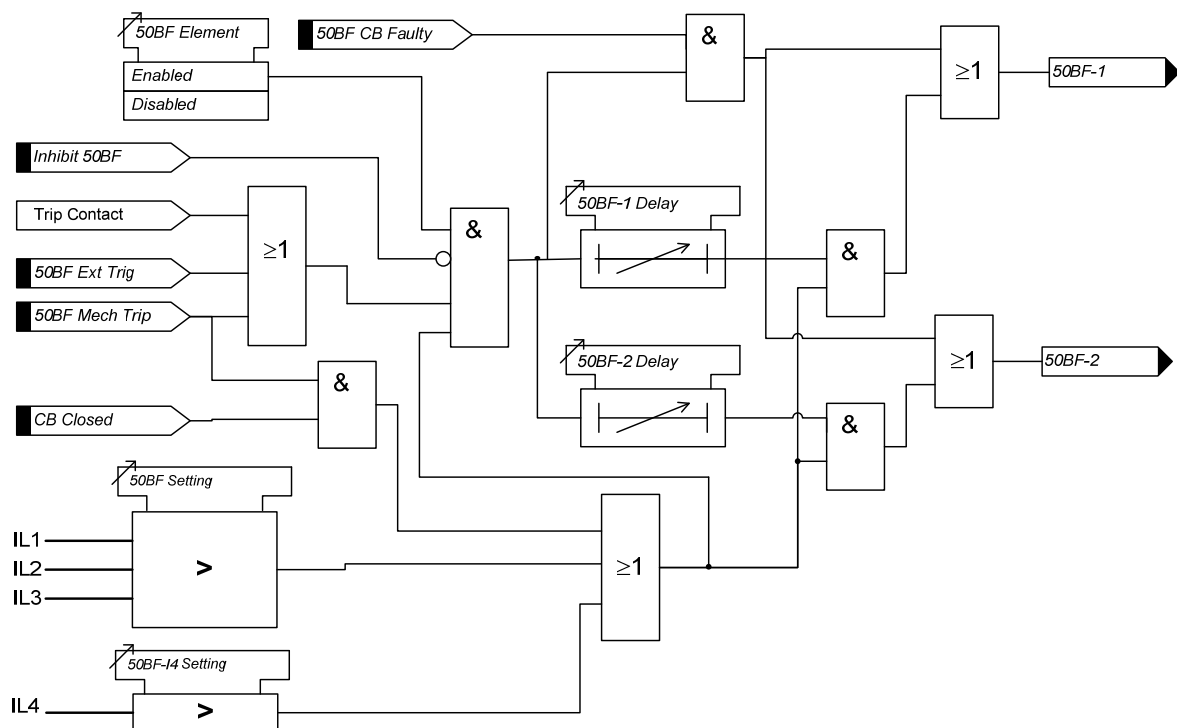 50BF Element
Enabled
Disabled
50BF CB Faulty
&
≥1
50BF-1
Inhibit 50BF
Trip Contact
50BF Ext Trig
50BF Mech Trip
≥1
&
50BF-1 Delay
&
50BF-2 Delay
&
≥1
50BF-2
&
CB Closed
50BF Setting
IL1
IL2
IL3
>
≥1
50BF-I4 Setting
IL4
>